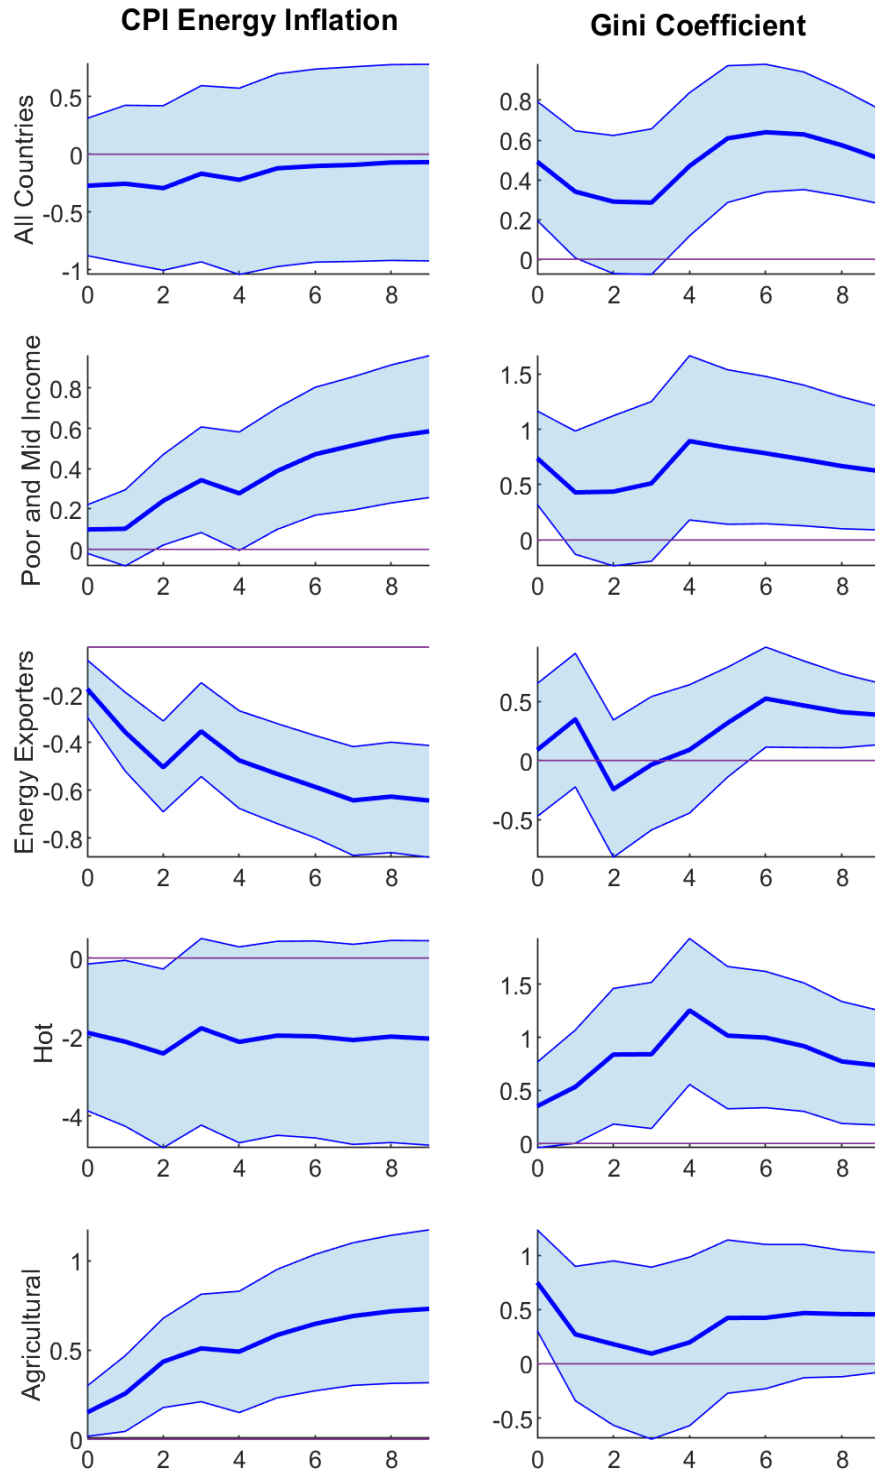 CPI Energy Inflation
Gini Coefficient
All Countries
0.5
0
-0.5
-1
0 2 4 6 8
0.8
0.6
0.4
0.2
0
0 2 4 6 8
Poor and Mid Income
0.8
0.6
0.4
0.2
0
0 2 4 6 8
1.5
1
0.5
0
0 2 4 6 8
Energy Exporters
-0.2
-0.4
-0.6
-0.8
0 2 4 6 8
0.5
0
-0.5
0 2 4 6 8
Hot
0
-2
-4
0 2 4 6 8
1.5
1
0.5
0
0 2 4 6 8
Agricultural
1
0.5
0
0 2 4 6 8
1
0.5
0
-0.5
0 2 4 6 8